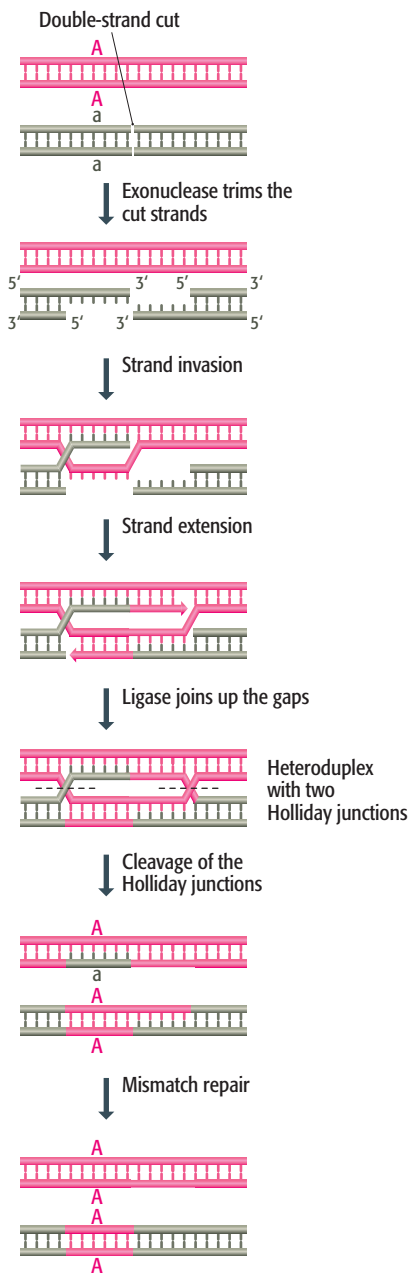 Double-strand cut
A
A
a
a
Exonuclease trims the
cut strands
5′ 3′ 5′ 3′
3′ 5′ 3′ 5′
Strand invasion
Strand extension
Ligase joins up the gaps
Heteroduplex
with two
Holliday junctions
Cleavage of the
Holliday junctions
A
a
A
A
Mismatch repair
A
A
A
A